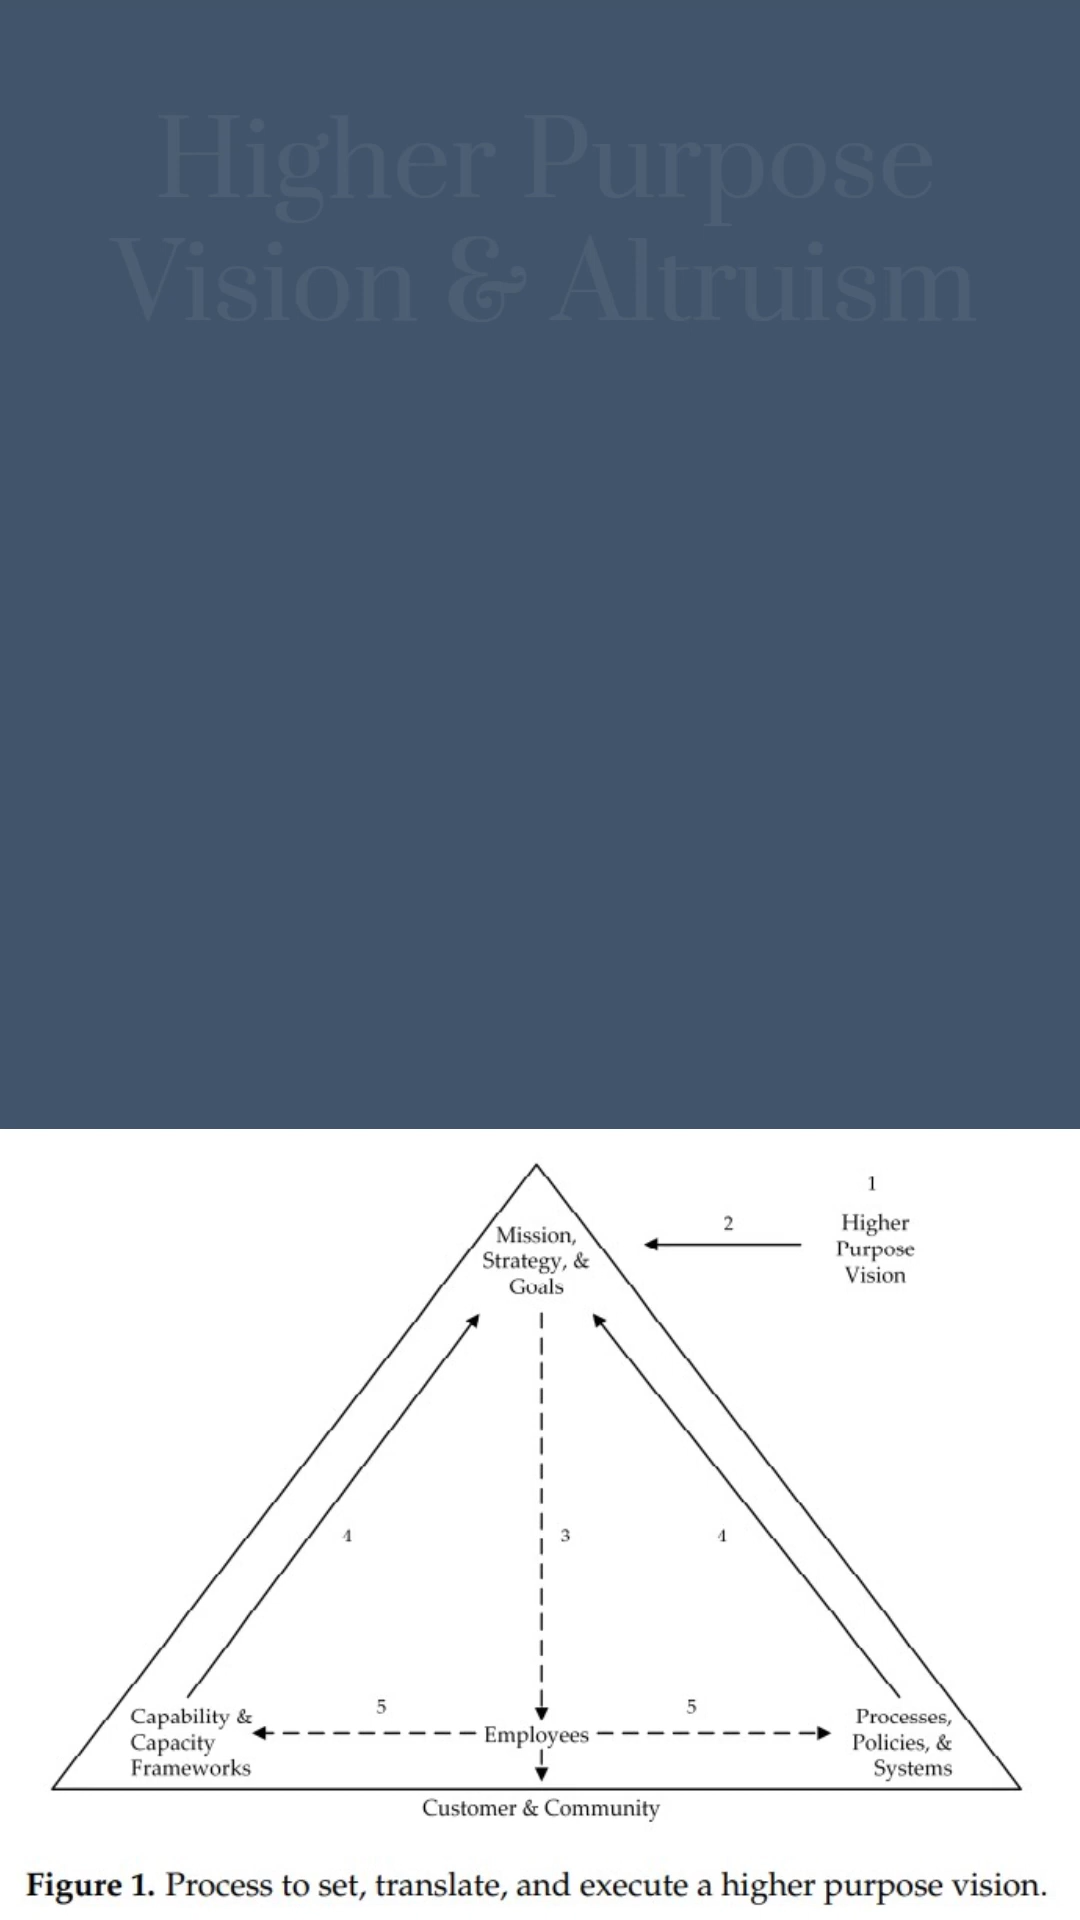 Higher Purpose
Vision & Altruism
1
2
Higher
Purpose
Vision
Mission,
Strategy, &
Goals
4
3
4
5
5
Capability &
Capacity
Frameworks
Employees
Processes,
Policies, &
Systems
Customer & Community
Figure 1. Process to set, translate, and execute a higher purpose vision.